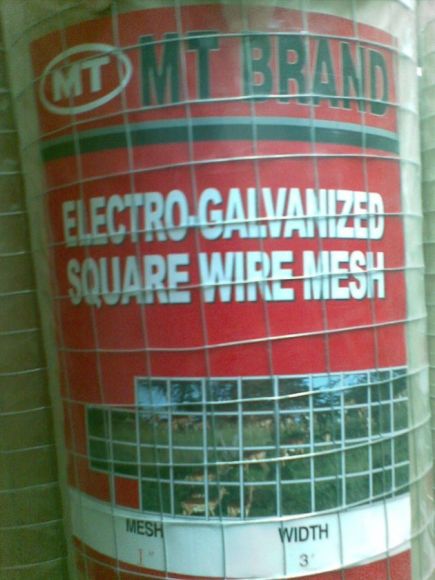 MT MT BRAND
ELECTRO-GALVANIZED
SQUARE WIRE MESH
MESH WIDTH
1" 3'